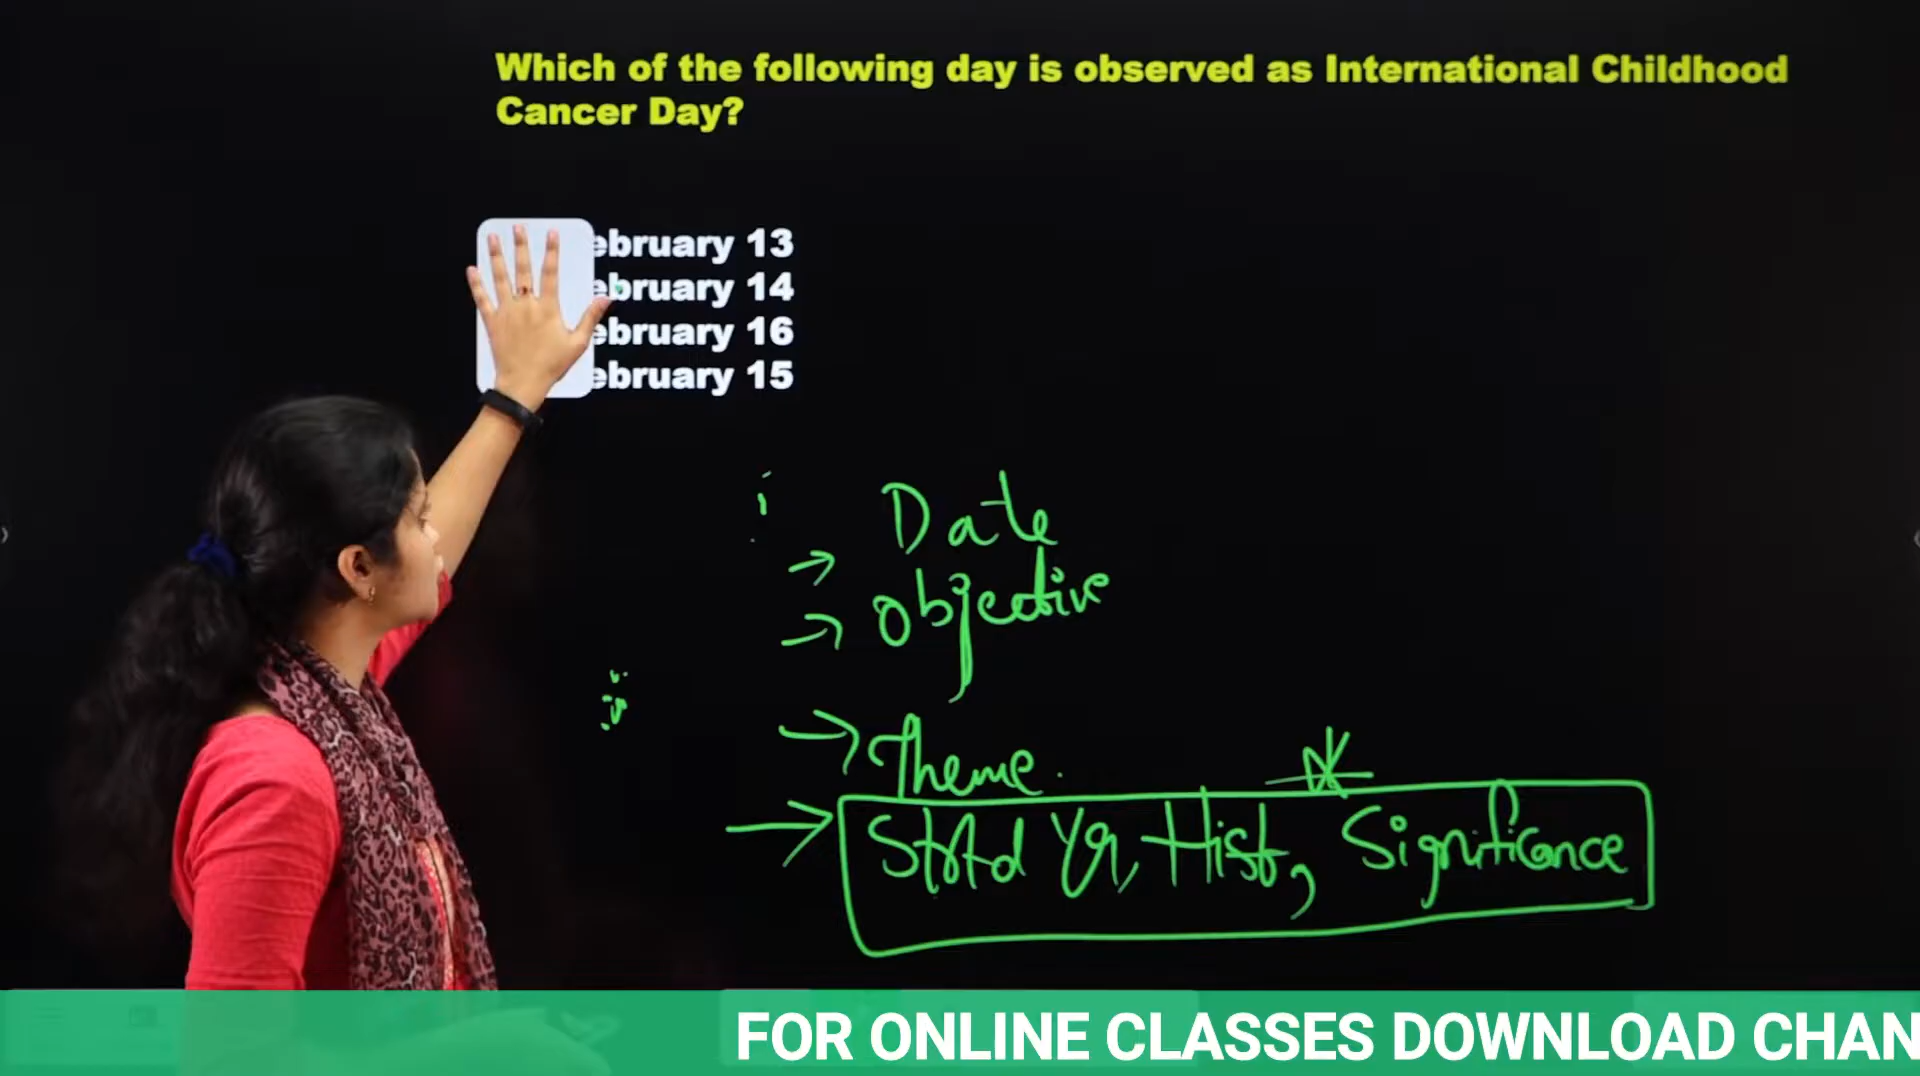 Which of the following day is observed as International Childhood
Cancer Day?
ebruary 13
ebruary 14
ebruary 16
ebruary 15
Date
→ Objective
→ Theme.
→ Strtd Yr, Hist, Significance
FOR ONLINE CLASSES DOWNLOAD CHAN